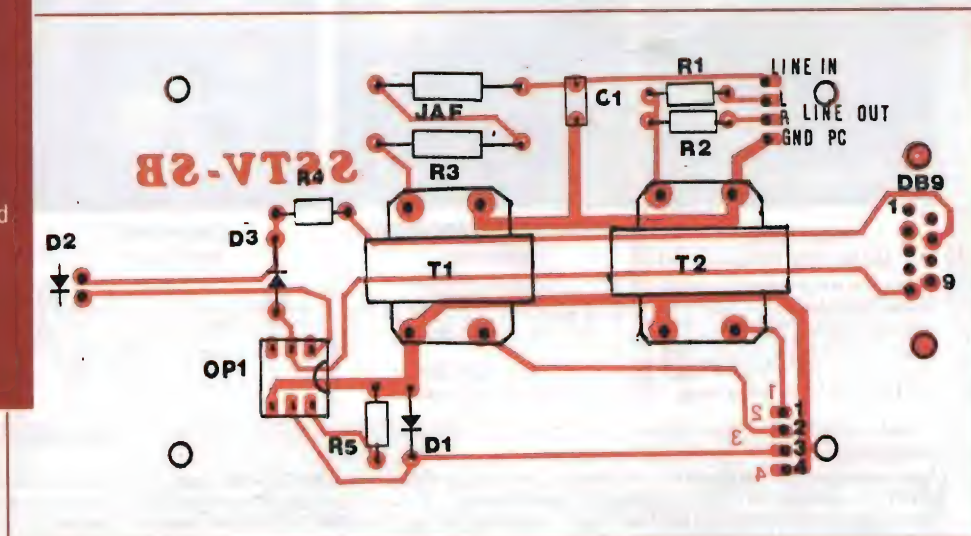 LINE IN
R1
C1
L
JAF
R LINE OUT
GND PC
R2
SSTV-SB
R3
R4
DB9
1
D3
D2
T1
T2
9
OP1
1
2 1
2
3
R5
D1
3
4 4
d